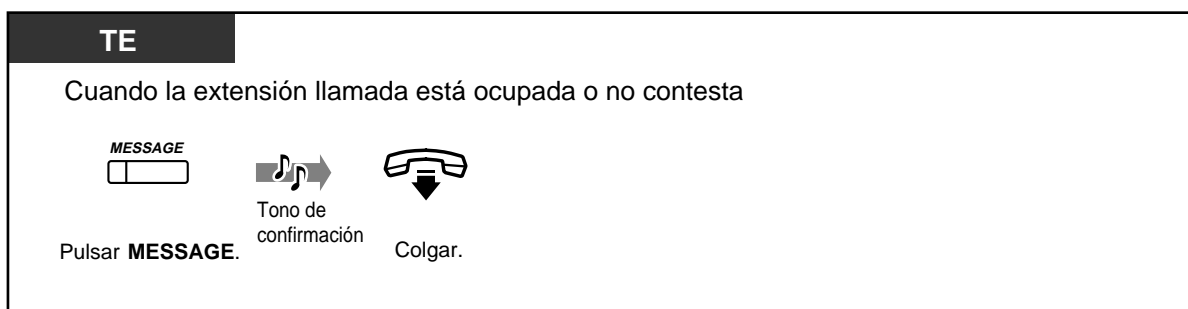 TE
Cuando la extensión llamada está ocupada o no contesta
MESSAGE
Tono de
confirmación
Pulsar MESSAGE.
Colgar.